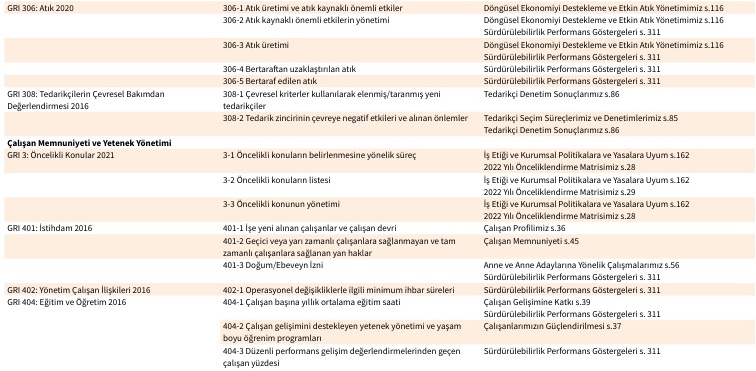 GRI 306: Atık 2020 306-1 Atık üretimi ve atık kaynaklı önemli etkiler Döngüsel Ekonomiyi Destekleme ve Etkin Atık Yönetimimiz s.116
306-2 Atık kaynaklı önemli etkilerin yönetimi Döngüsel Ekonomiyi Destekleme ve Etkin Atık Yönetimimiz s.116
Sürdürülebilirlik Performans Göstergeleri s. 311
306-3 Atık üretimi Döngüsel Ekonomiyi Destekleme ve Etkin Atık Yönetimimiz s.116
Sürdürülebilirlik Performans Göstergeleri s. 311
306-4 Bertaraftan uzaklaştırılan atık Sürdürülebilirlik Performans Göstergeleri s. 311
306-5 Bertaraf edilen atık Sürdürülebilirlik Performans Göstergeleri s. 311
GRI 308: Tedarikçilerin Çevresel Bakımdan 308-1 Çevresel kriterler kullanılarak elenmiş/taranmış yeni Tedarikçi Denetim Sonuçlarımız s.86
Değerlendirmesi 2016 tedarikçiler
308-2 Tedarik zincirinin çevreye negatif etkileri ve alınan önlemler Tedarikçi Seçim Süreçlerimiz ve Denetimlerimiz s.85
Tedarikçi Denetim Sonuçlarımız s.86
Çalışan Memnuniyeti ve Yetenek Yönetimi
GRI 3: Öncelikli Konular 2021 3-1 Öncelikli konuların belirlenmesine yönelik süreç İş Etiği ve Kurumsal Politikalara ve Yasalara Uyum s.162
2022 Yılı Önceliklendirme Matrisimiz s.28
3-2 Öncelikli konuların listesi İş Etiği ve Kurumsal Politikalara ve Yasalara Uyum s.162
2022 Yılı Önceliklendirme Matrisimiz s.29
3-3 Öncelikli konunun yönetimi İş Etiği ve Kurumsal Politikalara ve Yasalara Uyum s.162
2022 Yılı Önceliklendirme Matrisimiz s.28
GRI 401: İstihdam 2016 401-1 İşe yeni alınan çalışanlar ve çalışan devri Çalışan Profilimiz s.36
401-2 Geçici veya yarı zamanlı çalışanlara sağlanmayan ve tam Çalışan Memnuniyeti s.45
zamanlı çalışanlara sağlanan yan haklar
401-3 Doğum/Ebeveyn İzni Anne ve Anne Adaylarına Yönelik Çalışmalarımız s.56
Sürdürülebilirlik Performans Göstergeleri s. 311
GRI 402: Yönetim Çalışan İlişkileri 2016 402-1 Operasyonel değişikliklerle ilgili minimum ihbar süreleri Sürdürülebilirlik Performans Göstergeleri s. 311
GRI 404: Eğitim ve Öğretim 2016 404-1 Çalışan başına yıllık ortalama eğitim saati Çalışan Gelişimine Katkı s.39
Sürdürülebilirlik Performans Göstergeleri s. 311
404-2 Çalışan gelişimini destekleyen yetenek yönetimi ve yaşam Çalışanlarımızın Güçlendirilmesi s.37
boyu öğrenim programları
404-3 Düzenli performans gelişim değerlendirmelerinden geçen Sürdürülebilirlik Performans Göstergeleri s. 311
çalışan yüzdesi